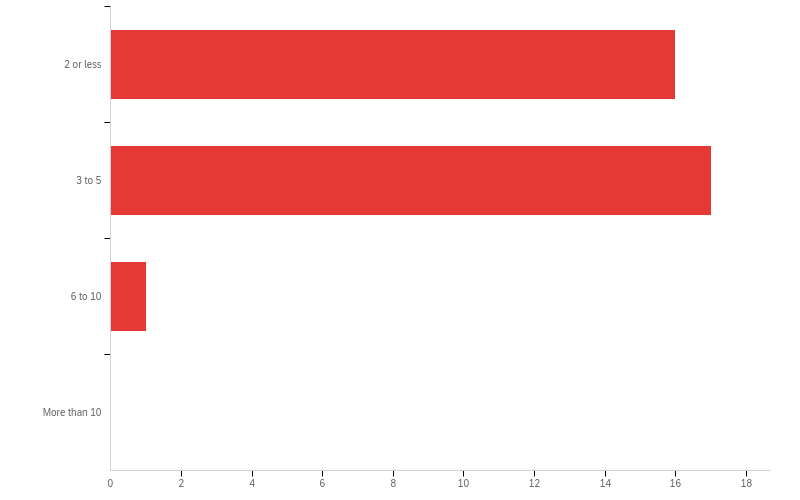 2 or less
3 to 5
6 to 10
More than 10
0 2 4 6 8 10 12 14 16 18